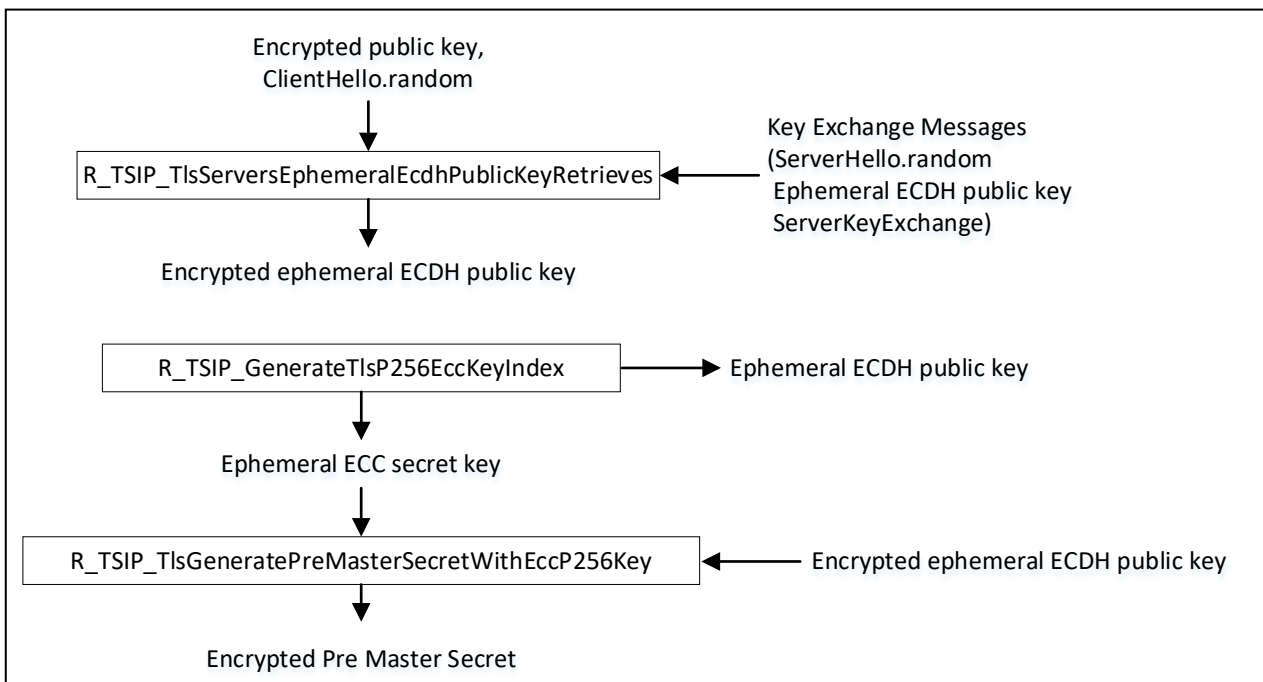 Encrypted public key,
ClientHello.random
Key Exchange Messages
(ServerHello.random
Ephemeral ECDH public key
ServerKeyExchange)
R_TSIP_TlsServersEphemeralEcdhPublicKeyRetrieves
Encrypted ephemeral ECDH public key
R_TSIP_GenerateTlsP256EccKeyIndex
Ephemeral ECDH public key
Ephemeral ECC secret key
R_TSIP_TlsGeneratePreMasterSecretWithEccP256Key
Encrypted ephemeral ECDH public key
Encrypted Pre Master Secret